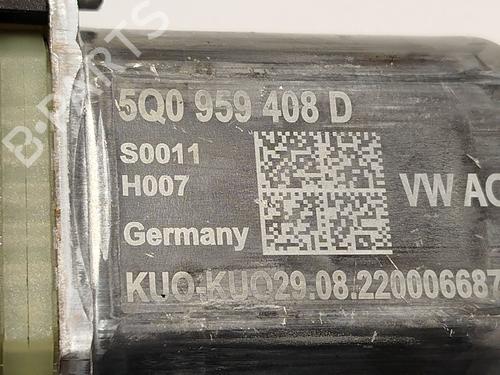 5Q0 959 408 D
S0011
H007
VW AG
Germany
KUO-KUO29.08.220006687
B-PARTS